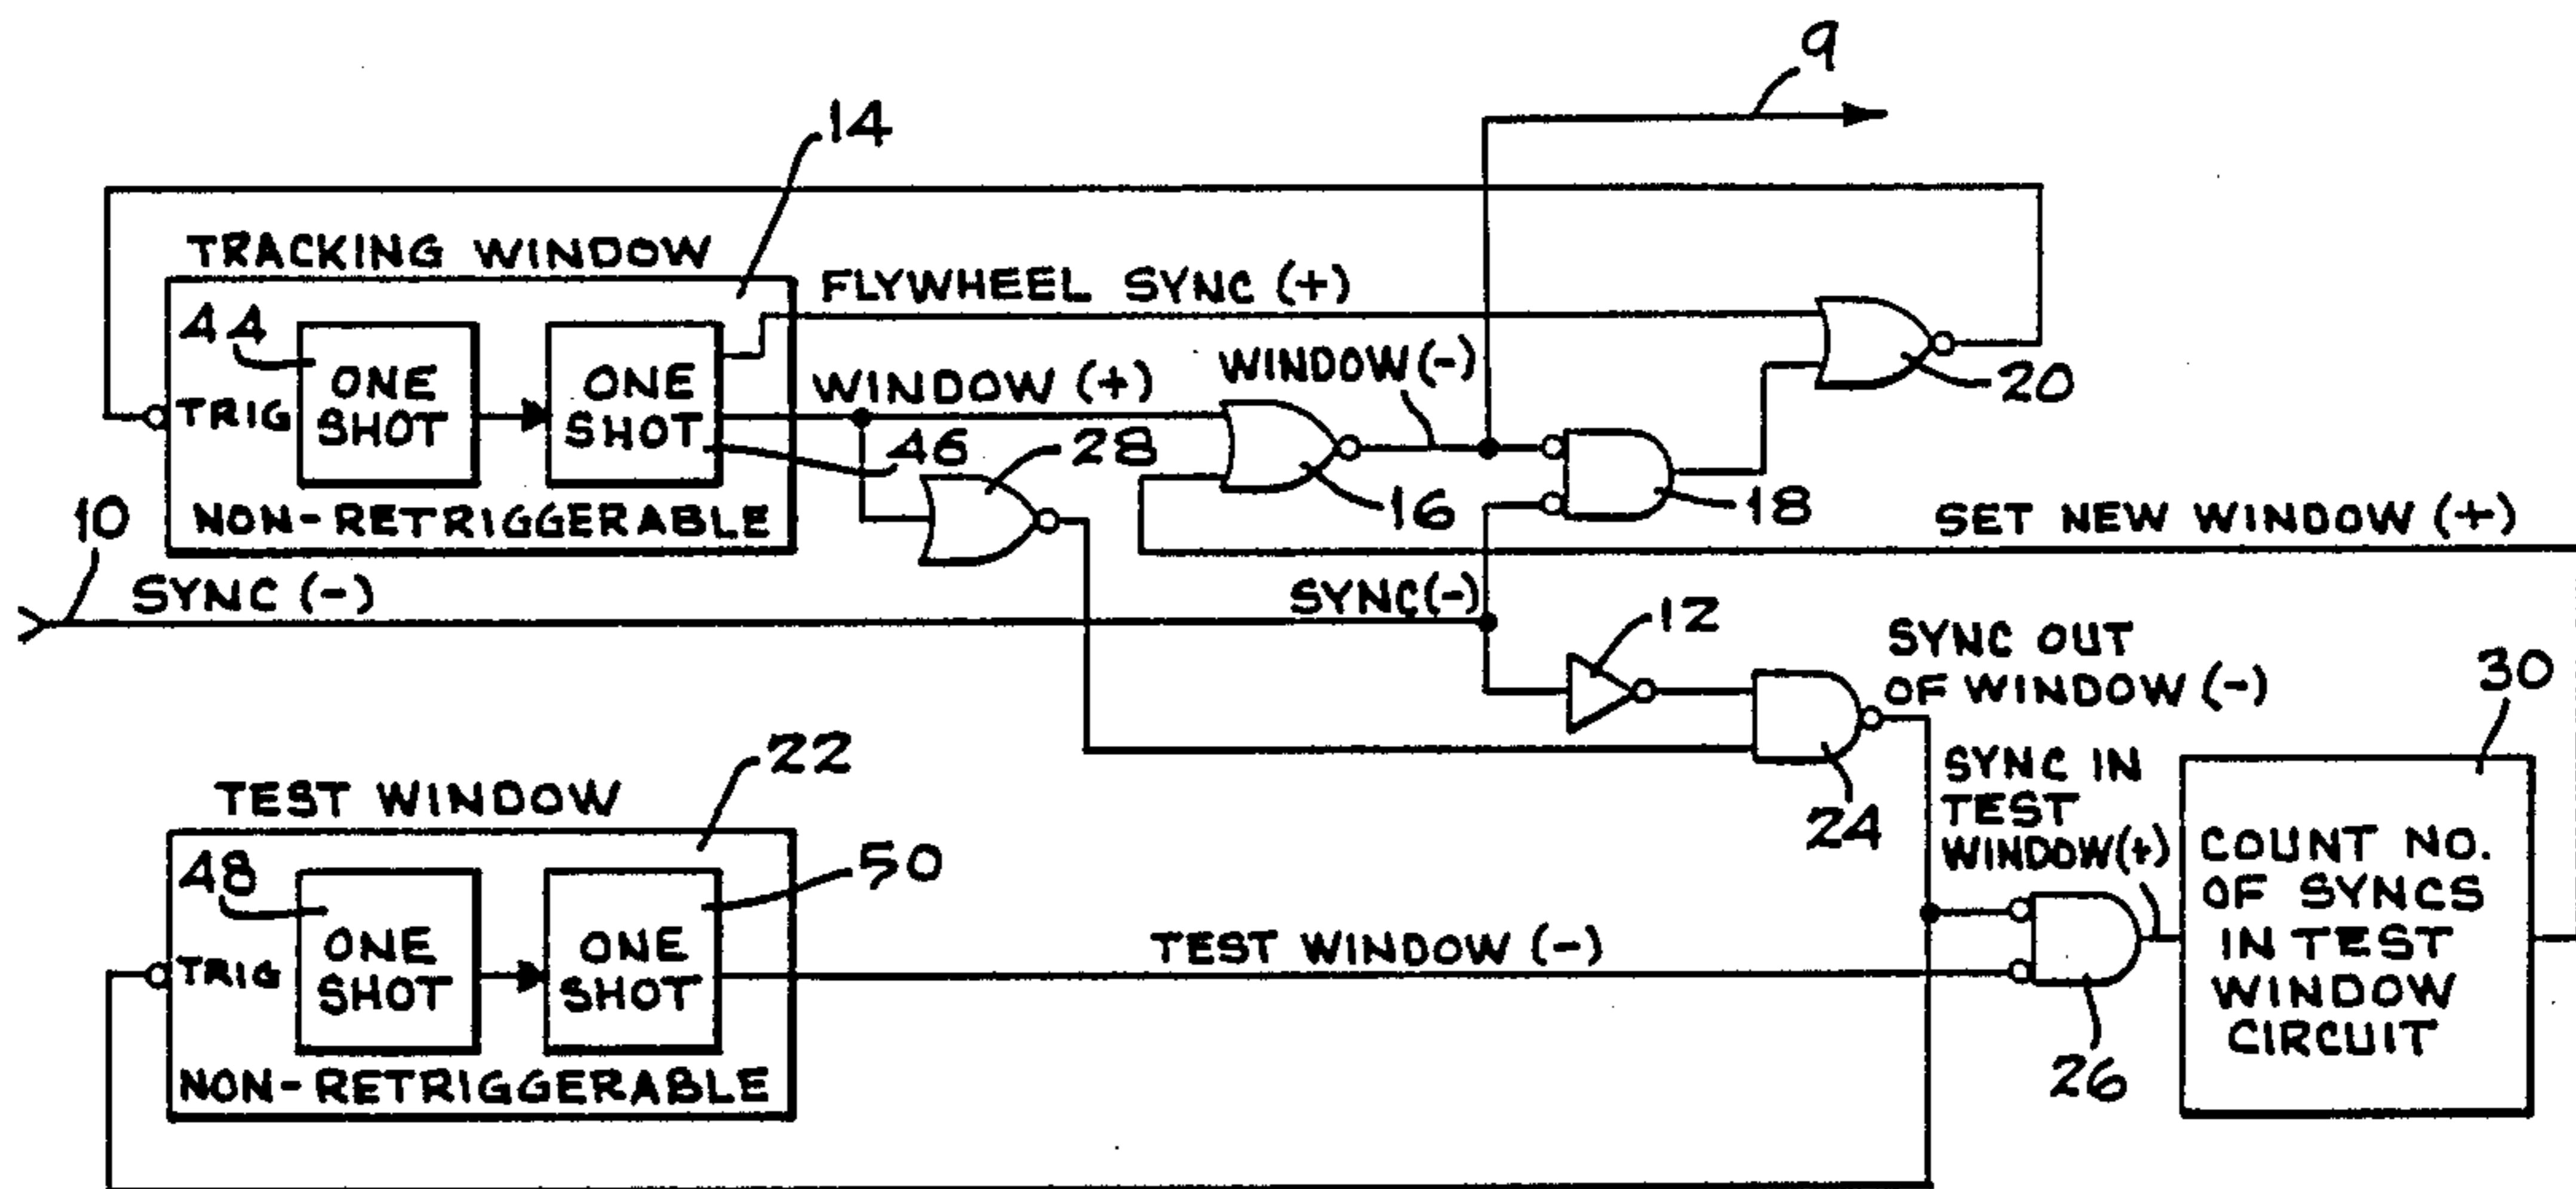 9
14
TRACKING WINDOW
FLYWHEEL SYNC (+)
44
ONE SHOT
ONE SHOT
TRIG
WINDOW (+)
WINDOW(-)
20
46
28
16
18
NON-RETRIGGERABLE
SET NEW WINDOW (+)
10
SYNC (-)
SYNC(-)
12
SYNC OUT
OF WINDOW (-)
30
22
TEST WINDOW
24
SYNC IN
TEST
WINDOW(+)
48
ONE SHOT
ONE SHOT
50
TRIG
TEST WINDOW (-)
NON-RETRIGGERABLE
26
COUNT NO.
OF SYNCS
IN TEST
WINDOW
CIRCUIT